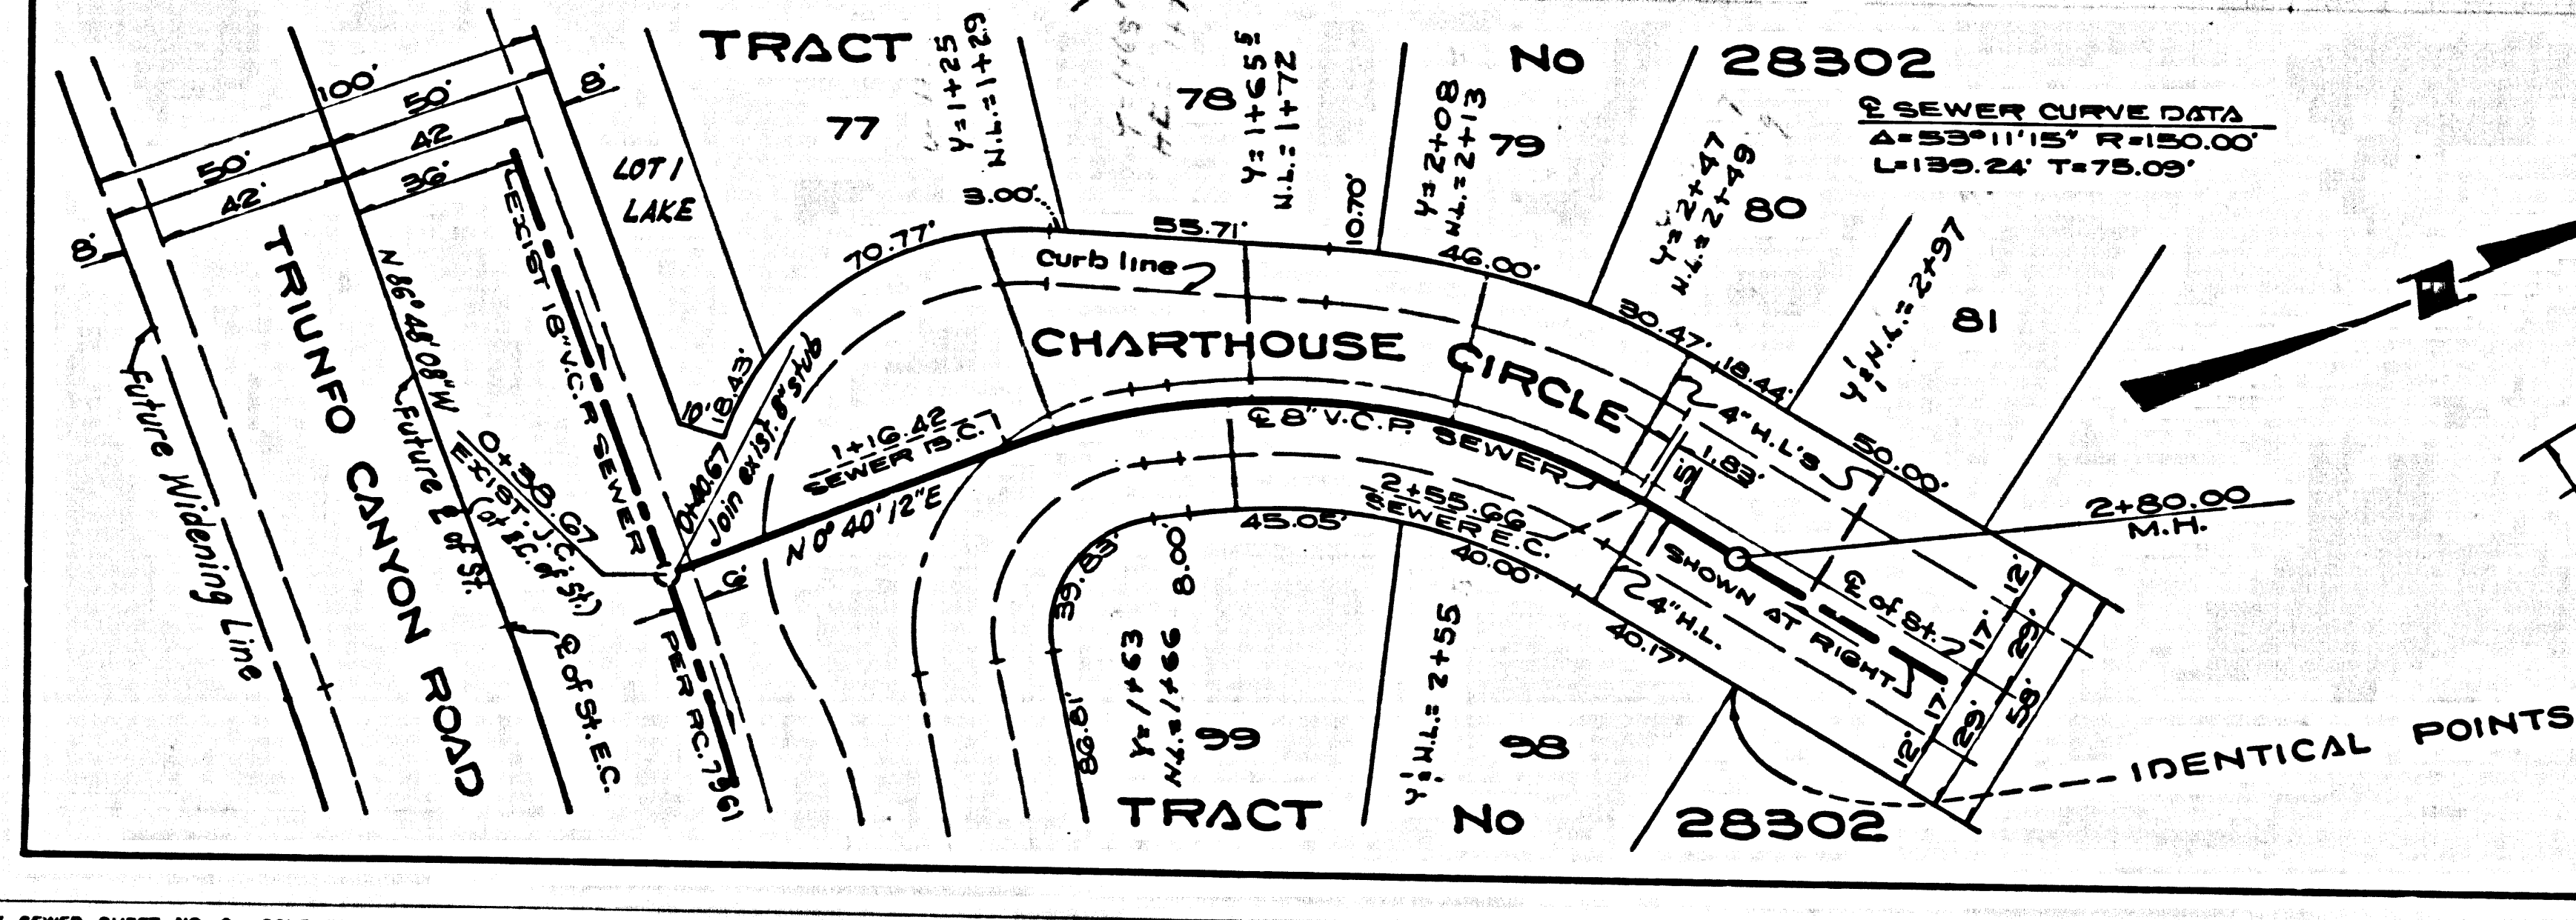 TRACT No 28302
℄ SEWER CURVE DATA
Δ=53°11'15" R=150.00'
L=139.24' T=75.09'
100'
50'
50'
42
42'
36'
8'
8'
LOT 1
LAKE
77
Y=1+25
H.L.=1+29
78
Y=1+65⁵
H.L.=1+72
79
Y=2+08
H.L.=2+13
80
Y=2+47
H.L.=2+49
81
Y=H.L.=2+97
3.00'
70.77'
55.71'
10.70'
46.00'
30.47'
18.44'
50.00'
Curb line
CHARTHOUSE CIRCLE
TRIUNFO CANYON ROAD
N 86° 48' 08" W
Future ℄ of St.
Future Widening Line
EXIST 18" V.C.P. SEWER
10'
18.43'
0+40.67
Join exist. 8" stub
1+16.42
SEWER B.C.
N 0° 40' 12" E
0+38.67
EXIST. J.C.
℄ 8" V.C.P. SEWER
2+55.66
SEWER E.C.
4" H.L'S
1.83'
5'
2+80.00
M.H.
6'
PER P.C. 7361
℄ of St. E.C.
39.83'
8.00'
45.05'
40.00'
40.17'
86.81'
4" H.L.
SHOWN AT RIGHT
℄ of St.
12'
17'
29'
17'
12'
29'
58'
Y=1+63
H.L.=1+66
99
Y=H.L.=2+55
98
IDENTICAL POINTS
TRACT No 28302